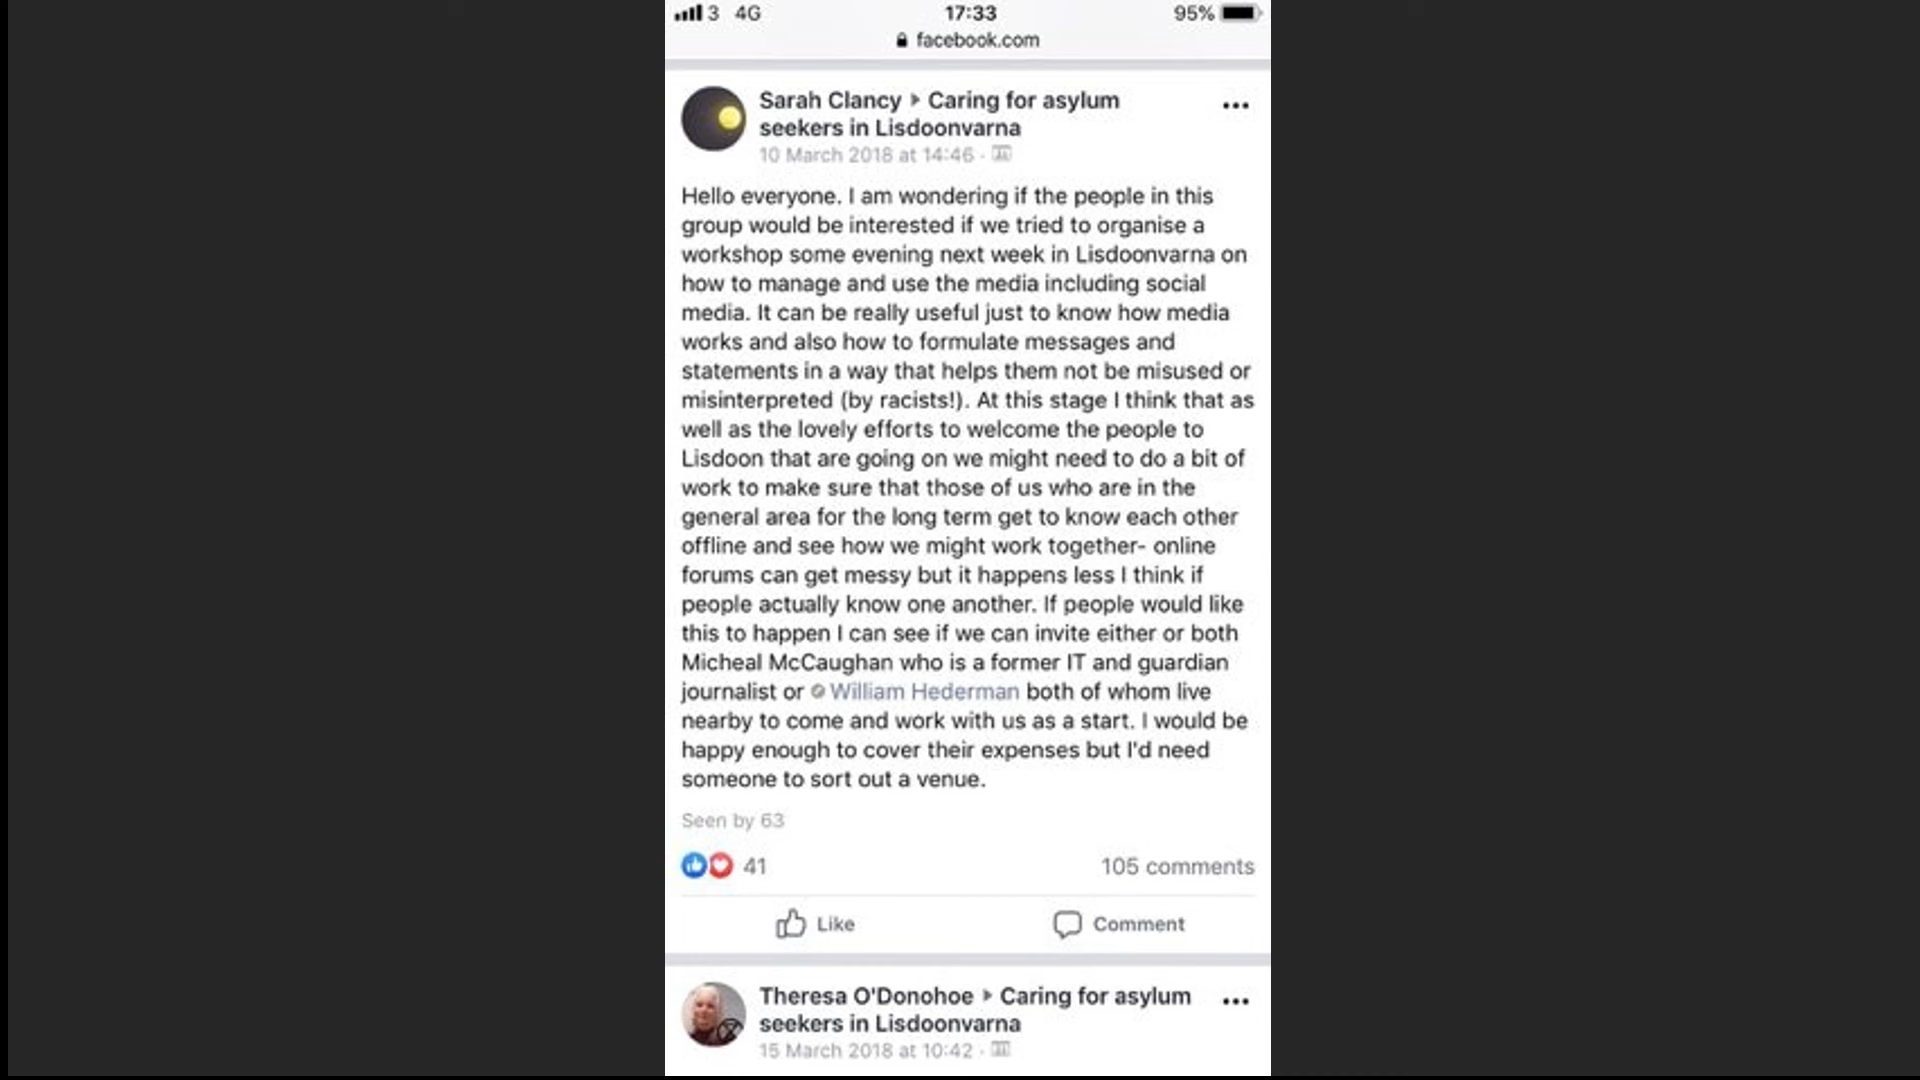 3 4G 17:33 95%
facebook.com
Sarah Clancy ▸ Caring for asylum
seekers in Lisdoonvarna
10 March 2018 at 14:46 ·
Hello everyone. I am wondering if the people in this
group would be interested if we tried to organise a
workshop some evening next week in Lisdoonvarna on
how to manage and use the media including social
media. It can be really useful just to know how media
works and also how to formulate messages and
statements in a way that helps them not be misused or
misinterpreted (by racists!). At this stage I think that as
well as the lovely efforts to welcome the people to
Lisdoon that are going on we might need to do a bit of
work to make sure that those of us who are in the
general area for the long term get to know each other
offline and see how we might work together- online
forums can get messy but it happens less I think if
people actually know one another. If people would like
this to happen I can see if we can invite either or both
Micheal McCaughan who is a former IT and guardian
journalist or William Hederman both of whom live
nearby to come and work with us as a start. I would be
happy enough to cover their expenses but I'd need
someone to sort out a venue.
Seen by 63
41 105 comments
Like Comment
Theresa O'Donohoe ▸ Caring for asylum
seekers in Lisdoonvarna
15 March 2018 at 10:42 ·